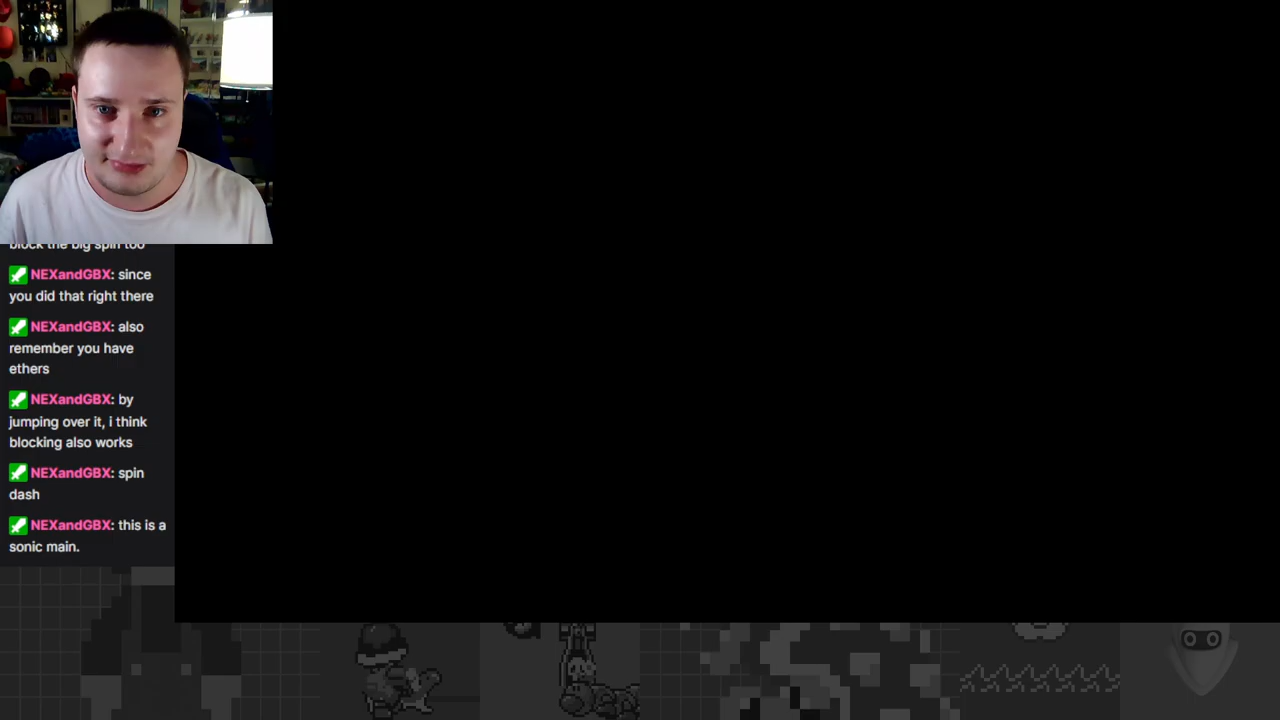 block the big spin too
NEXandGBX: since
you did that right there
NEXandGBX: also
remember you have
ethers
NEXandGBX: by
jumping over it, i think
blocking also works
NEXandGBX: spin
dash
NEXandGBX: this is a
sonic main.